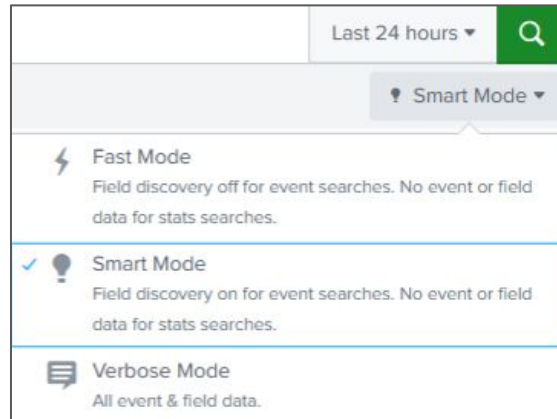 Last 24 hours
Smart Mode
Fast Mode
Field discovery off for event searches. No event or field
data for stats searches.
Smart Mode
Field discovery on for event searches. No event or field
data for stats searches.
Verbose Mode
All event & field data.